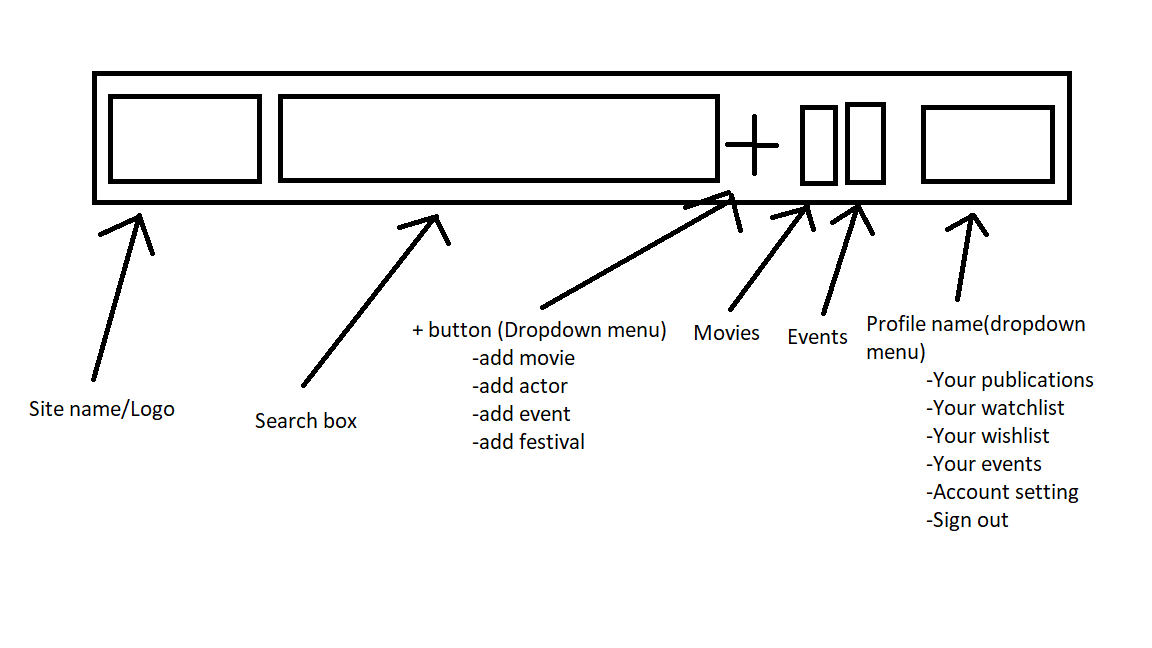 Site name/Logo
Search box
+ button (Dropdown menu)
-add movie
-add actor
-add event
-add festival
Movies
Events
Profile name(dropdown
menu)
-Your publications
-Your watchlist
-Your wishlist
-Your events
-Account setting
-Sign out